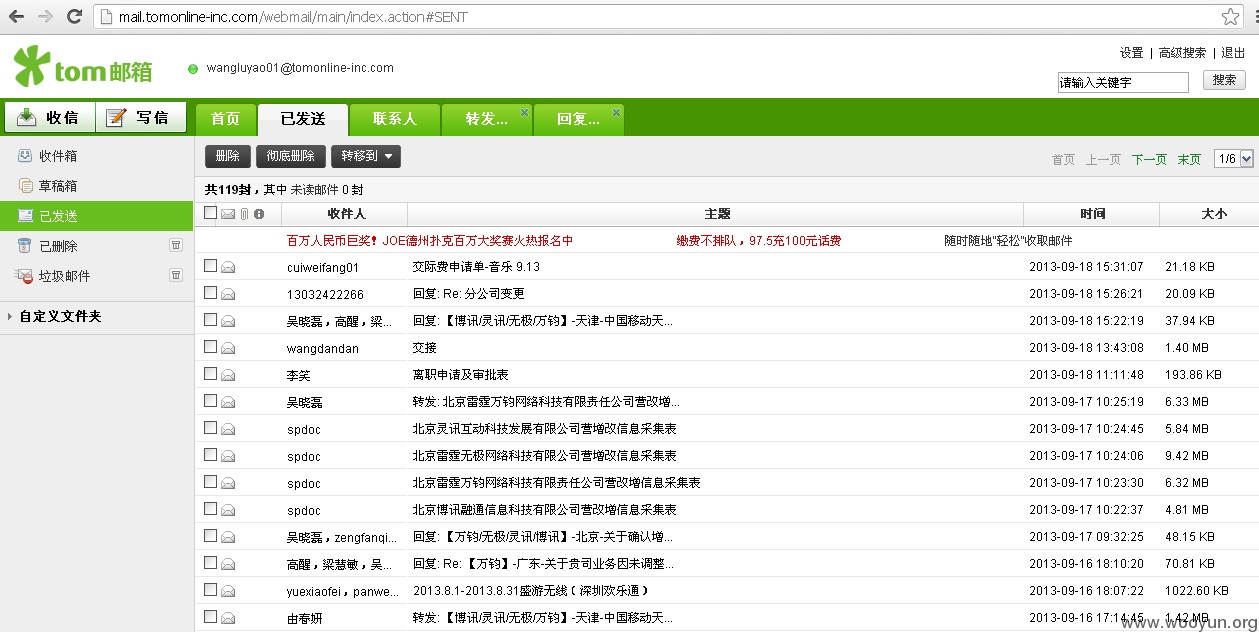 mail.tomonline-inc.com/webmail/main/index.action#SENT
tom邮箱
wangluyao01@tomonline-inc.com
设置 | 高级搜索 | 退出
请输入关键字 搜索
收信 写信 首页 已发送 联系人 转发... 回复...
收件箱
草稿箱
已发送
已删除
垃圾邮件
自定义文件夹
删除 彻底删除 转移到 首页 上一页 下一页 末页 1/6
共119封，其中 未读邮件 0 封
收件人 主题 时间 大小
百万人民币巨奖! JOE德州扑克百万大奖赛火热报名中 缴费不排队，97.5充100元话费 随时随地"轻松"收取邮件
cuiweifang01 交际费申请单-音乐 9.13 2013-09-18 15:31:07 21.18 KB
13032422266 回复: Re: 分公司变更 2013-09-18 15:26:21 20.09 KB
吴晓磊，高醒，梁... 回复:【博讯/灵讯/无极/万钧】-天津-中国移动天... 2013-09-18 15:22:19 37.94 KB
wangdandan 交接 2013-09-18 13:43:08 1.40 MB
李笑 离职申请及审批表 2013-09-18 11:11:48 193.86 KB
吴晓磊 转发: 北京雷霆万钧网络科技有限责任公司营改增... 2013-09-17 10:25:19 6.33 MB
spdoc 北京灵讯互动科技发展有限公司营增改信息采集表 2013-09-17 10:24:45 5.84 MB
spdoc 北京雷霆无极网络科技有限公司营增改信息采集表 2013-09-17 10:24:06 9.42 MB
spdoc 北京雷霆万钧网络科技有限责任公司营改增信息采集表 2013-09-17 10:23:30 6.32 MB
spdoc 北京博讯融通信息科技有限公司营增改信息采集表 2013-09-17 10:22:37 4.81 MB
吴晓磊，zengfanqi... 回复:【万钧/无极/灵讯/博讯】-北京-关于确认增... 2013-09-17 09:32:25 48.15 KB
高醒，梁慧敏，吴... 回复: Re:【万钧】-广东-关于贵司业务因未调整... 2013-09-16 18:10:20 70.81 KB
yuexiaofei，panwe... 2013.8.1-2013.8.31盛游无线（深圳欢乐通） 2013-09-16 18:07:22 1022.60 KB
由春妍 转发:【博讯/灵讯/无极/万钧】-天津-中国移动天... 2013-09-16 17:14:45 1.42 MB
www.wooyun.org